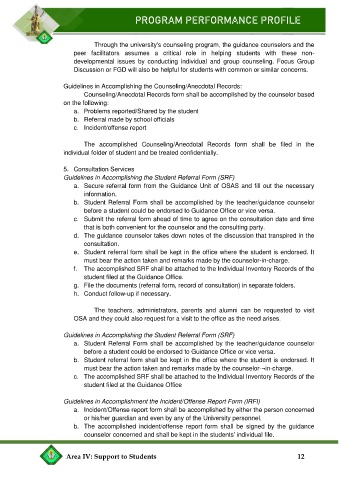 PROGRAM PERFORMANCE PROFILE
Through the university's counseling program, the guidance counselors and the
peer facilitators assumes a critical role in helping students with these non-
developmental issues by conducting individual and group counseling. Focus Group
Discussion or FGD will also be helpful for students with common or similar concerns.
Guidelines in Accomplishing the Counseling/Anecdotal Records:
Counseling/Anecdotal Records form shall be accomplished by the counselor based
on the following:
a. Problems reported/Shared by the student
b. Referral made by school officials
c. Incident/offense report
The accomplished Counseling/Anecdotal Records form shall be filed in the
individual folder of student and be treated confidentially.
5. Consultation Services
Guidelines in Accomplishing the Student Referral Form (SRF)
a. Secure referral form from the Guidance Unit of OSAS and fill out the necessary
information.
b. Student Referral Form shall be accomplished by the teacher/guidance counselor
before a student could be endorsed to Guidance Office or vice versa.
c. Submit the referral form ahead of time to agree on the consultation date and time
that is both convenient for the counselor and the consulting party.
d. The guidance counselor takes down notes of the discussion that transpired in the
consultation.
e. Student referral form shall be kept in the office where the student is endorsed. It
must bear the action taken and remarks made by the counselor-in-charge.
f. The accomplished SRF shall be attached to the Individual Inventory Records of the
student filed at the Guidance Office.
g. File the documents (referral form, record of consultation) in separate folders.
h. Conduct follow-up if necessary.
The teachers, administrators, parents and alumni can be requested to visit
OSA and they could also request for a visit to the office as the need arises.
Guidelines in Accomplishing the Student Referral Form (SRF)
a. Student Referral Form shall be accomplished by the teacher/guidance counselor
before a student could be endorsed to Guidance Office or vice versa.
b. Student referral form shall be kept in the office where the student is endorsed. It
must bear the action taken and remarks made by the counselor–in-charge.
c. The accomplished SRF shall be attached to the Individual Inventory Records of the
student filed at the Guidance Office
Guidelines in Accomplishment the Incident/Offense Report Form (IRFI)
a. Incident/Offense report form shall be accomplished by either the person concerned
or his/her guardian and even by any of the University personnel.
b. The accomplished incident/offense report form shall be signed by the guidance
counselor concerned and shall be kept in the students' individual file.
Area IV: Support to Students 12